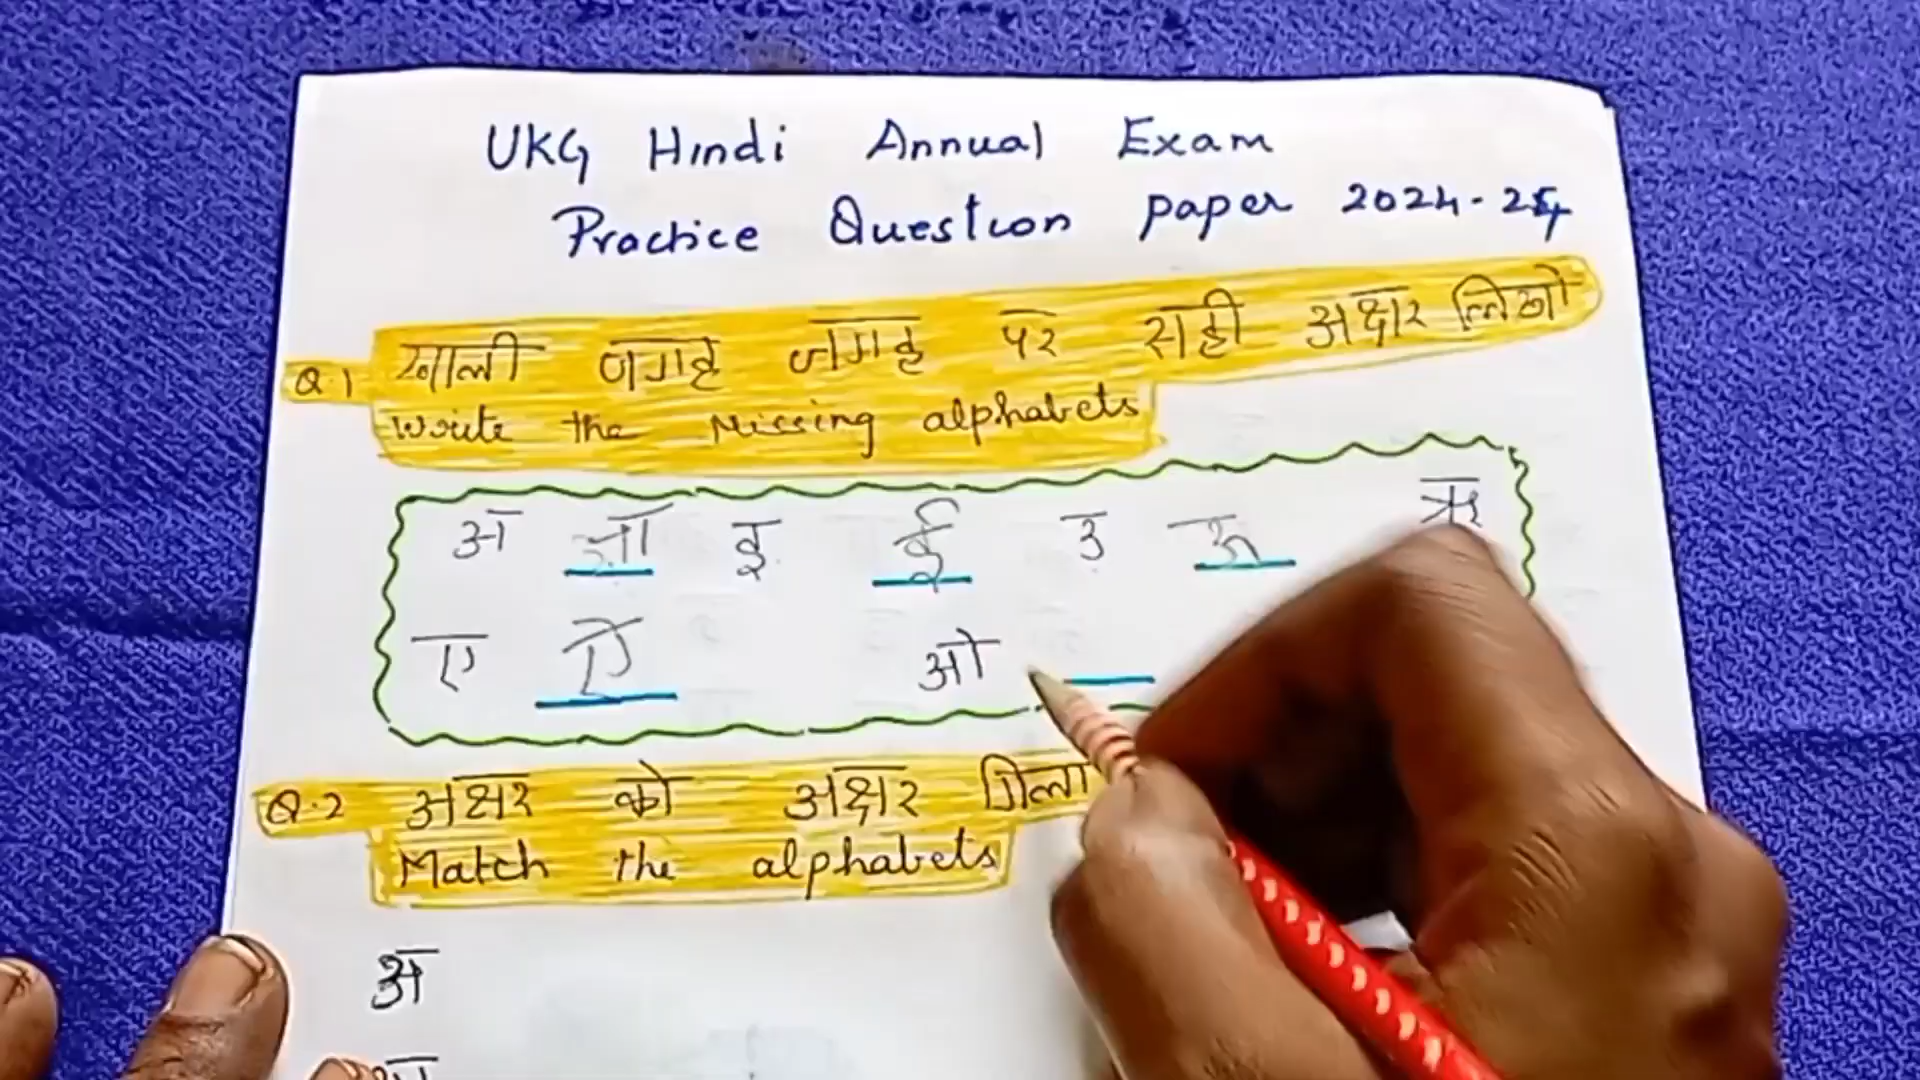 UKG Hindi Annual Exam
Practice Question paper 2024-25
Q.1 खाली जगह जगह पर सही अक्षर लिखो
Write the Missing alphabets
अ आ इ ई उ ऊ ऋ
ए ऐ ओ
Q.2 अक्षर को अक्षर मिला
Match the alphabets
अ